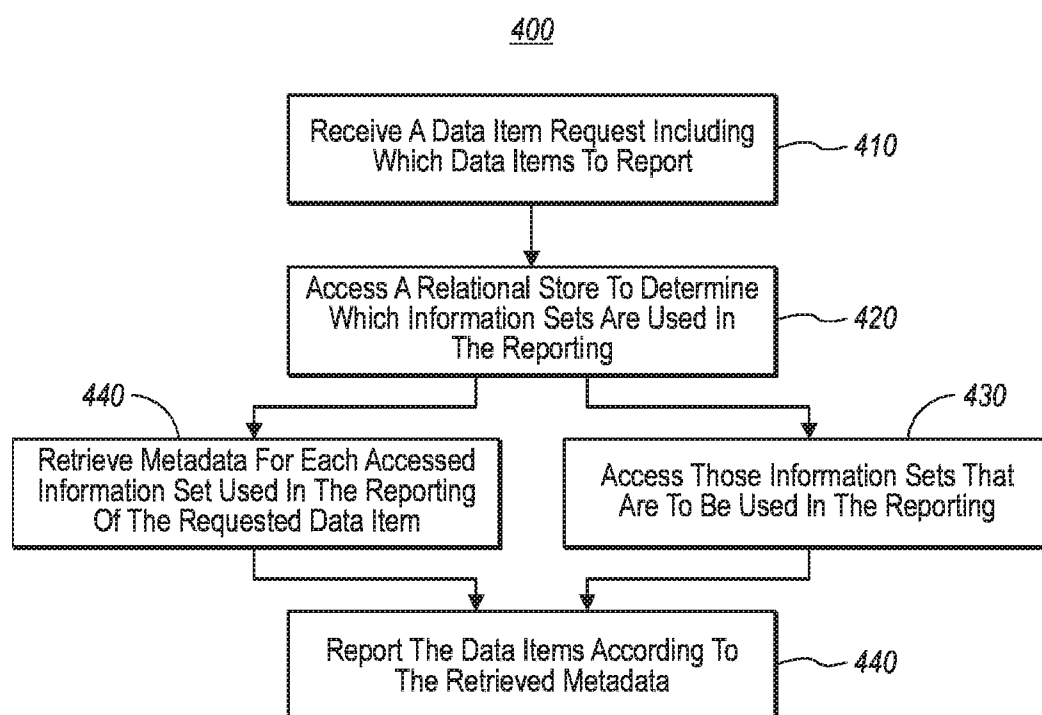 400
Receive A Data Item Request Including
Which Data Items To Report
410
Access A Relational Store To Determine
Which Information Sets Are Used In
The Reporting
420
440
Retrieve Metadata For Each Accessed
Information Set Used In The Reporting
Of The Requested Data Item
430
Access Those Information Sets That
Are To Be Used In The Reporting
Report The Data Items According To
The Retrieved Metadata
440